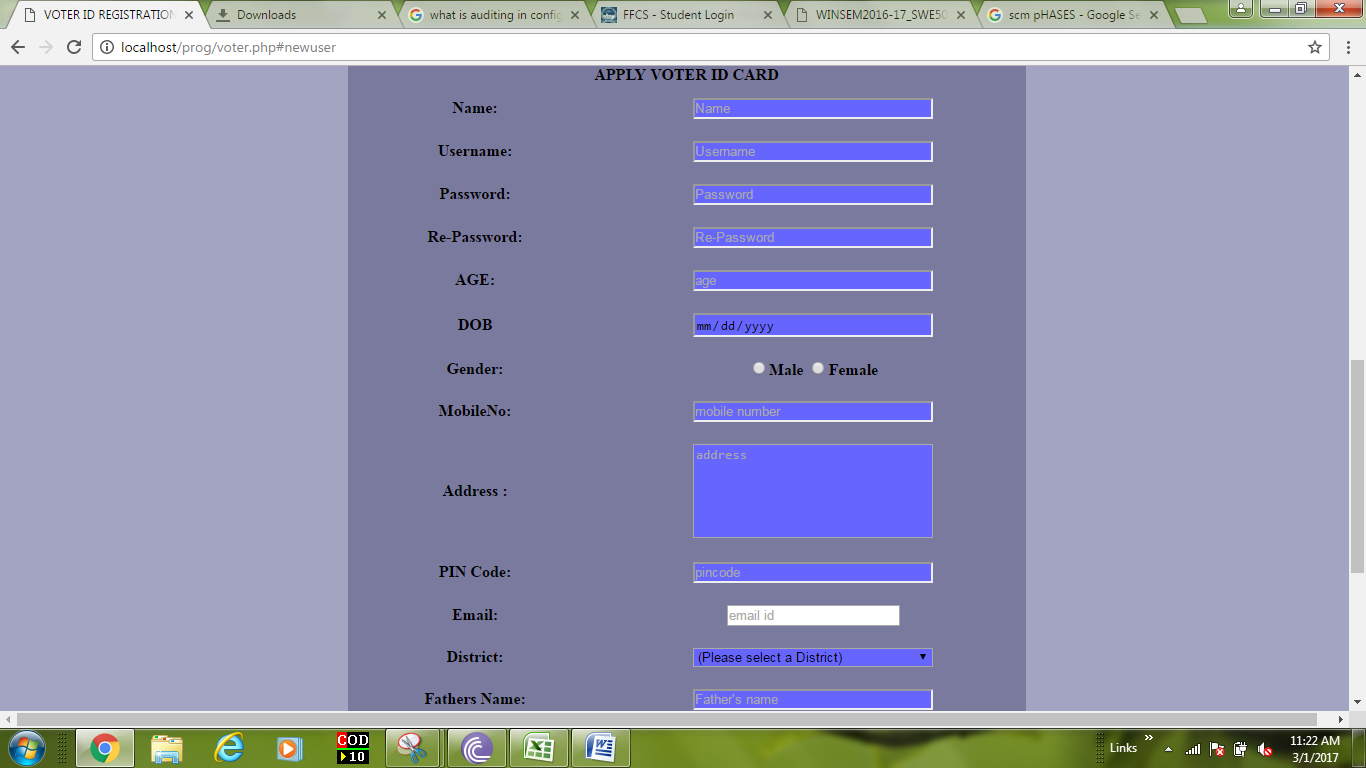 VOTER ID REGISTRATION
Downloads
what is auditing in config
FFCS - Student Login
WINSEM2016-17_SWE50
scm pHASES - Google Se
localhost/prog/voter.php#newuser
APPLY VOTER ID CARD
Name: Name
Username: Username
Password: Password
Re-Password: Re-Password
AGE: age
DOB mm/dd/yyyy
Gender: Male Female
MobileNo: mobile number
Address : address
PIN Code: pincode
Email: email id
District: (Please select a District)
Fathers Name: Father's name
COD
10
Links
11:22 AM
3/1/2017